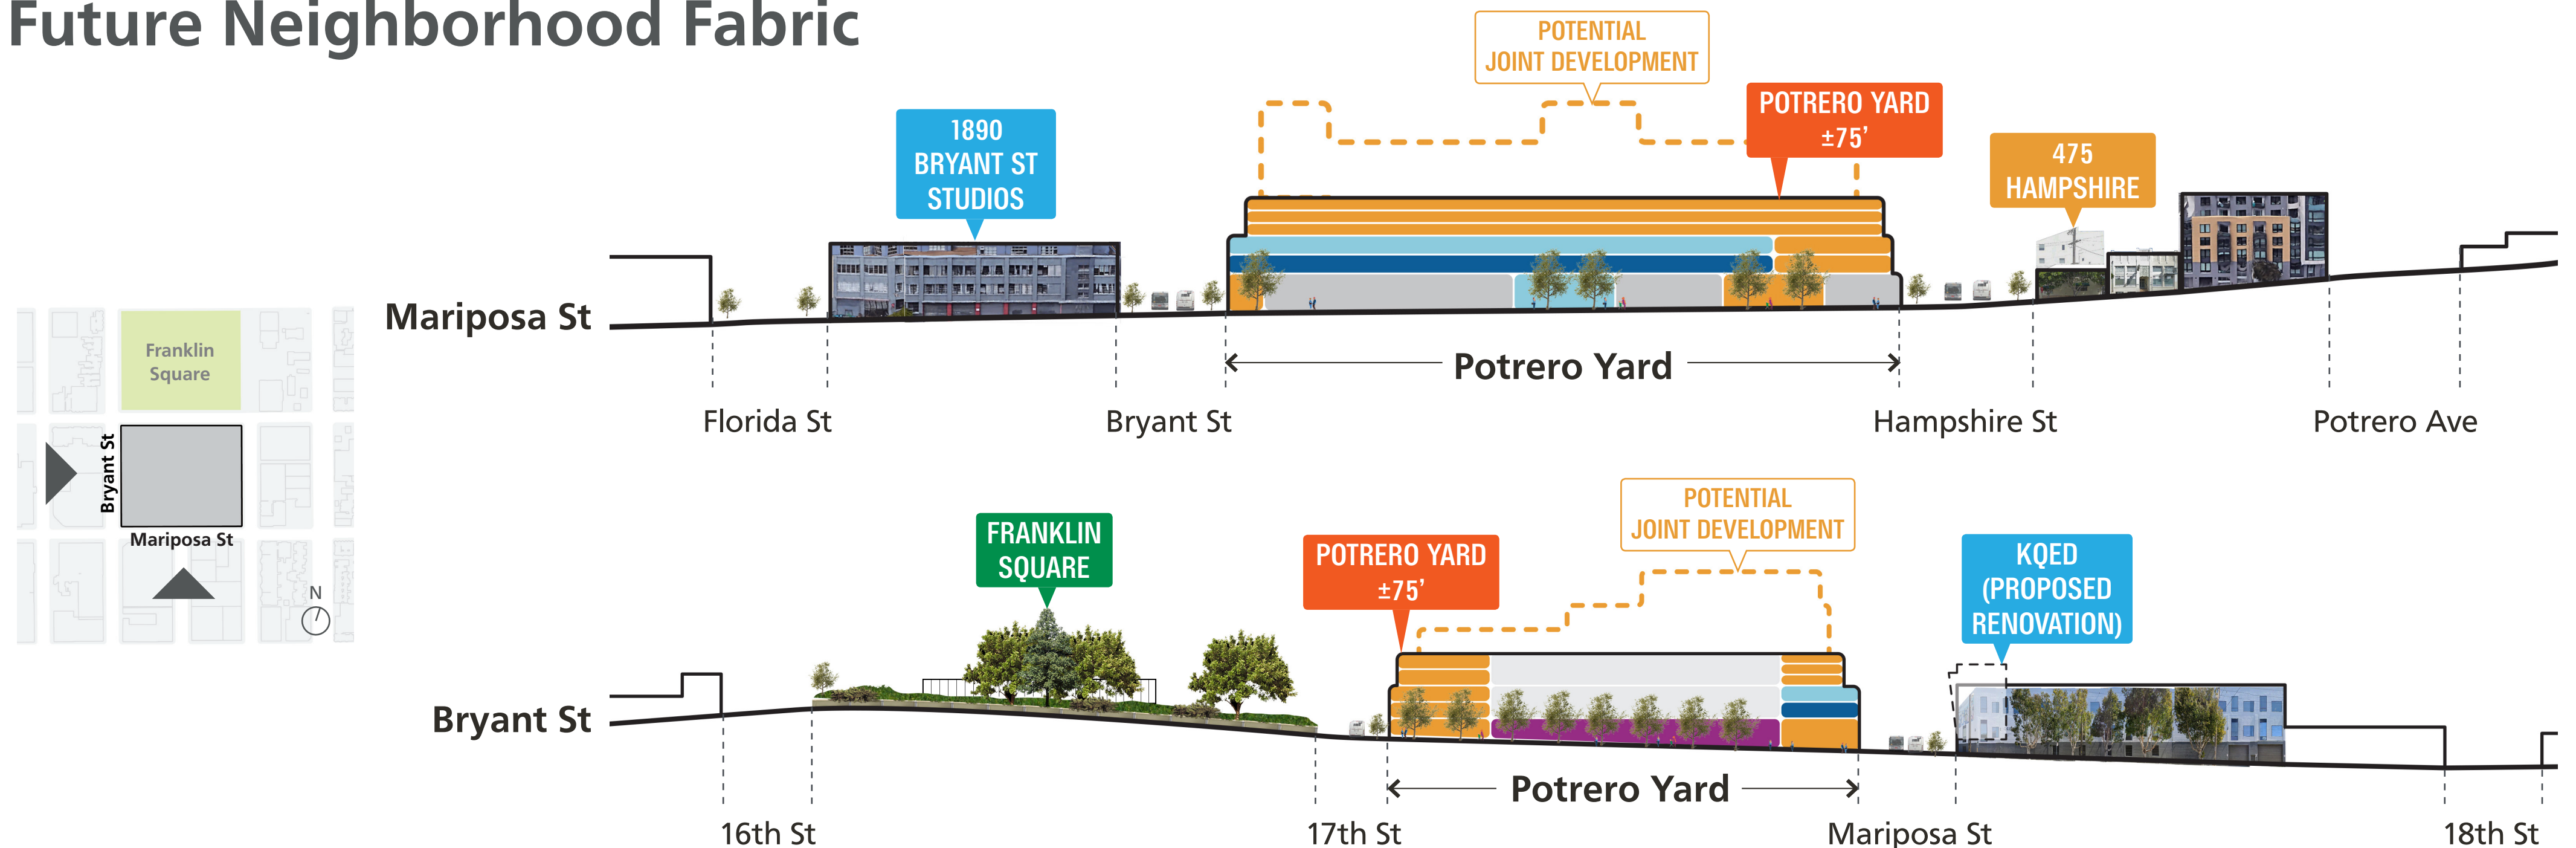 Future Neighborhood Fabric
POTENTIAL
JOINT DEVELOPMENT
POTRERO YARD
±75’
1890
BRYANT ST
STUDIOS
475
HAMPSHIRE
Mariposa St
Potrero Yard
Florida St
Bryant St
Hampshire St
Potrero Ave
Franklin
Square
Bryant St
Mariposa St
N
POTENTIAL
JOINT DEVELOPMENT
FRANKLIN
SQUARE
POTRERO YARD
±75’
KQED
(PROPOSED
RENOVATION)
Bryant St
Potrero Yard
16th St
17th St
Mariposa St
18th St